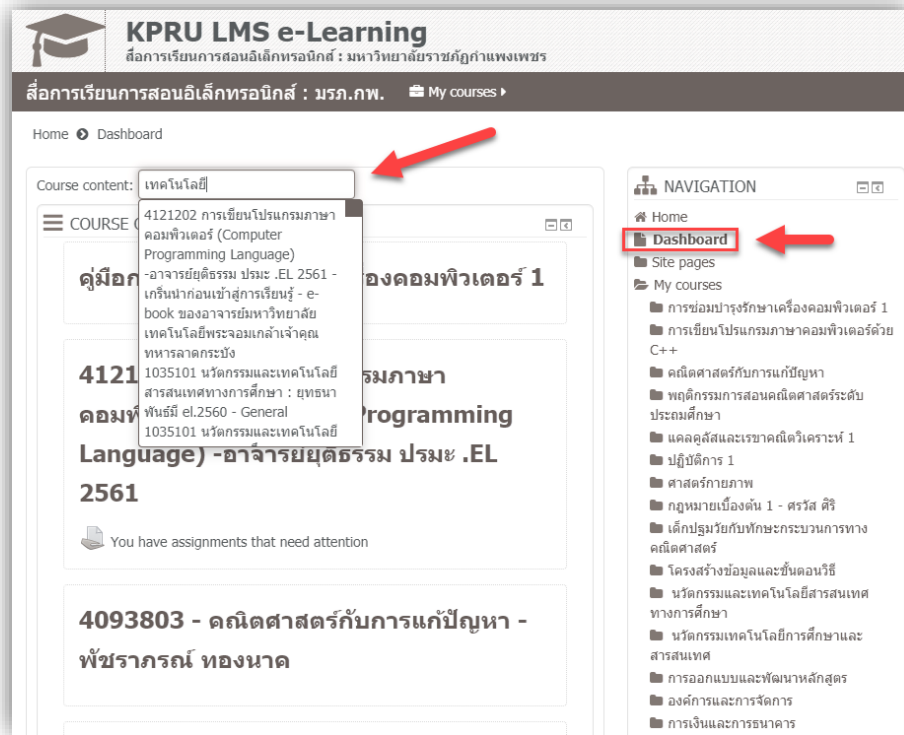 KPRU LMS e-Learning
สื่อการเรียนการสอนอิเล็กทรอนิกส์ : มหาวิทยาลัยราชภัฏกำแพงเพชร
สื่อการเรียนการสอนอิเล็กทรอนิกส์ : มรภ.กพ. My courses
Home Dashboard
Course content: เทคโนโลยี
4121202 การเขียนโปรแกรมภาษา
คอมพิวเตอร์ (Computer
Programming Language)
-อาจารย์ยุติธรรม ปรมะ .EL 2561 -
เกริ่นนำก่อนเข้าสู่การเรียนรู้ - e-
book ของอาจารย์มหาวิทยาลัย
เทคโนโลยีพระจอมเกล้าเจ้าคุณ
ทหารลาดกระบัง
1035101 นวัตกรรมและเทคโนโลยี
สารสนเทศทางการศึกษา : ยุทธนา
พันธ์มี el.2560 - General
1035101 นวัตกรรมและเทคโนโลยี
COURSE
คู่มือ องคอมพิวเตอร์ 1
4121 รมภาษา
คอมพิ Programming
Language) -อาจารย์ยุติธรรม ปรมะ .EL
2561
You have assignments that need attention
4093803 - คณิตศาสตร์กับการแก้ปัญหา -
พัชราภรณ์ ทองนาค
NAVIGATION
Home
Dashboard
Site pages
My courses
การซ่อมบำรุงรักษาเครื่องคอมพิวเตอร์ 1
การเขียนโปรแกรมภาษาคอมพิวเตอร์ด้วย
C++
คณิตศาสตร์กับการแก้ปัญหา
พฤติกรรมการสอนคณิตศาสตร์ระดับ
ประถมศึกษา
แคลคูลัสและเรขาคณิตวิเคราะห์ 1
ปฏิบัติการ 1
ศาสตร์กายภาพ
กฎหมายเบื้องต้น 1 - ศรวัส ศิริ
เด็กปฐมวัยกับทักษะกระบวนการทาง
คณิตศาสตร์
โครงสร้างข้อมูลและขั้นตอนวิธี
นวัตกรรมและเทคโนโลยีสารสนเทศ
ทางการศึกษา
นวัตกรรมเทคโนโลยีการศึกษาและ
สารสนเทศ
การออกแบบและพัฒนาหลักสูตร
องค์การและการจัดการ
การเงินและการธนาคาร